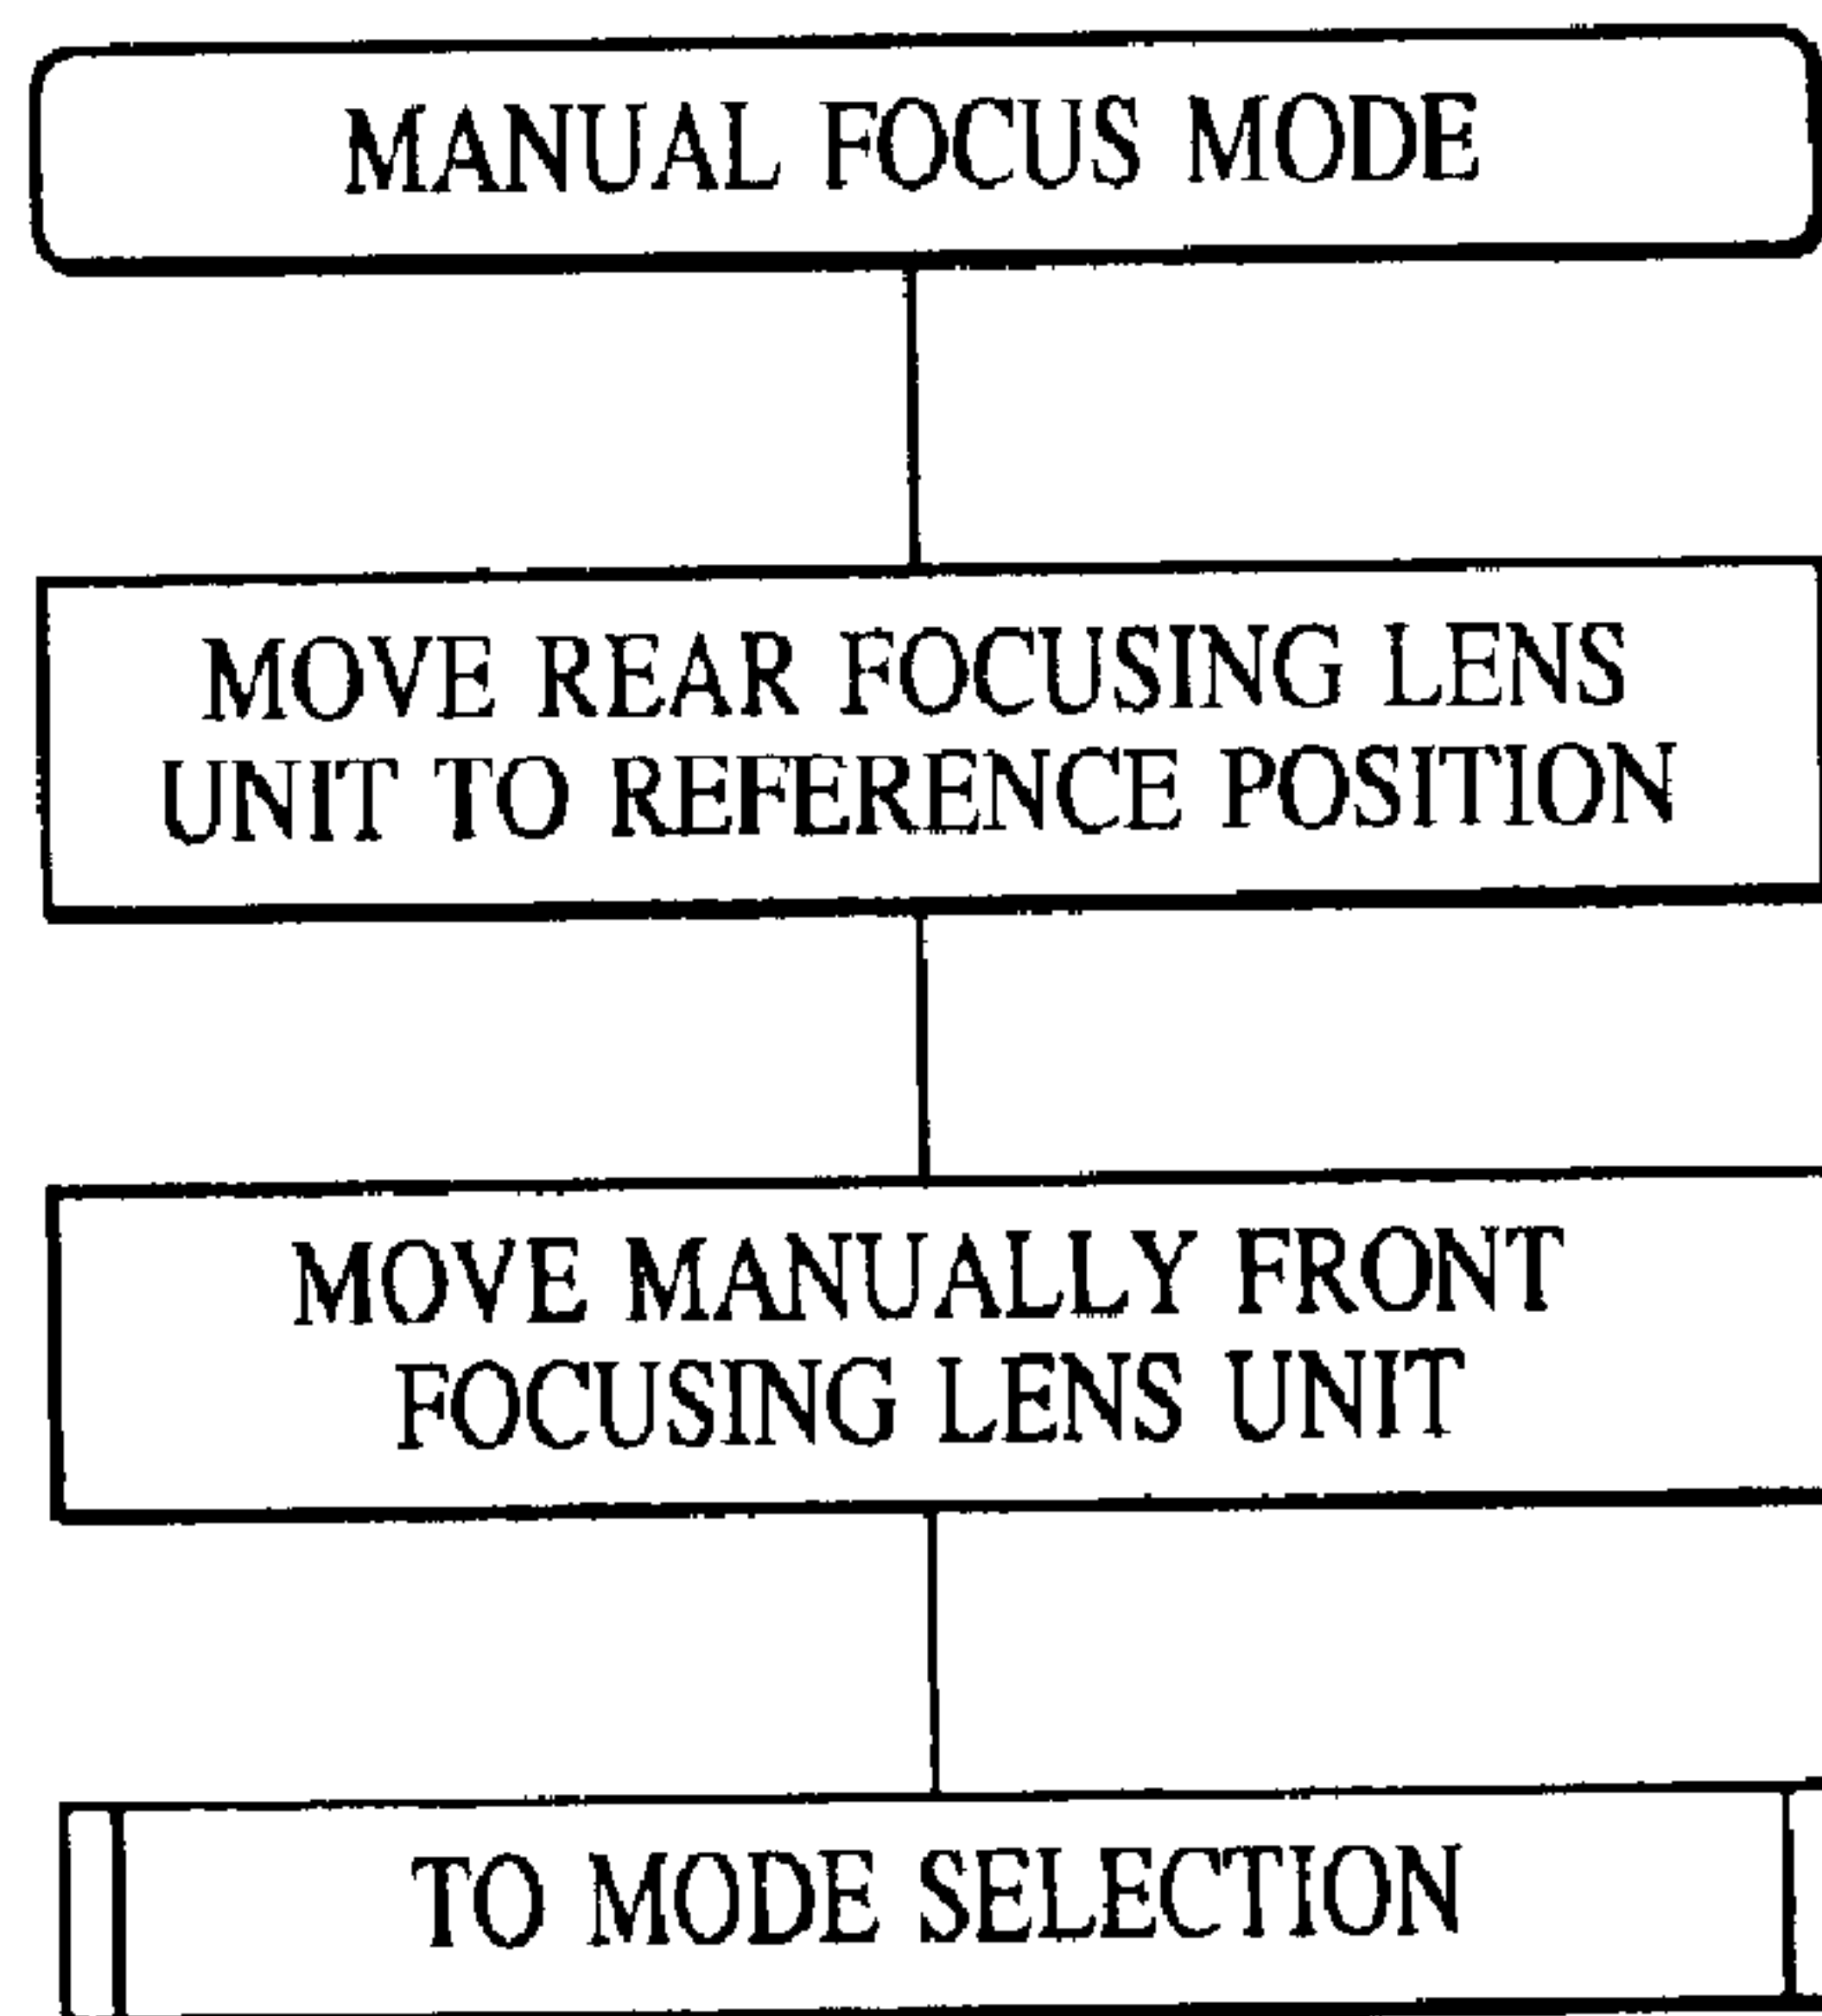 MANUAL FOCUS MODE
MOVE REAR FOCUSING LENS
UNIT TO REFERENCE POSITION
MOVE MANUALLY FRONT
FOCUSING LENS UNIT
TO MODE SELECTION